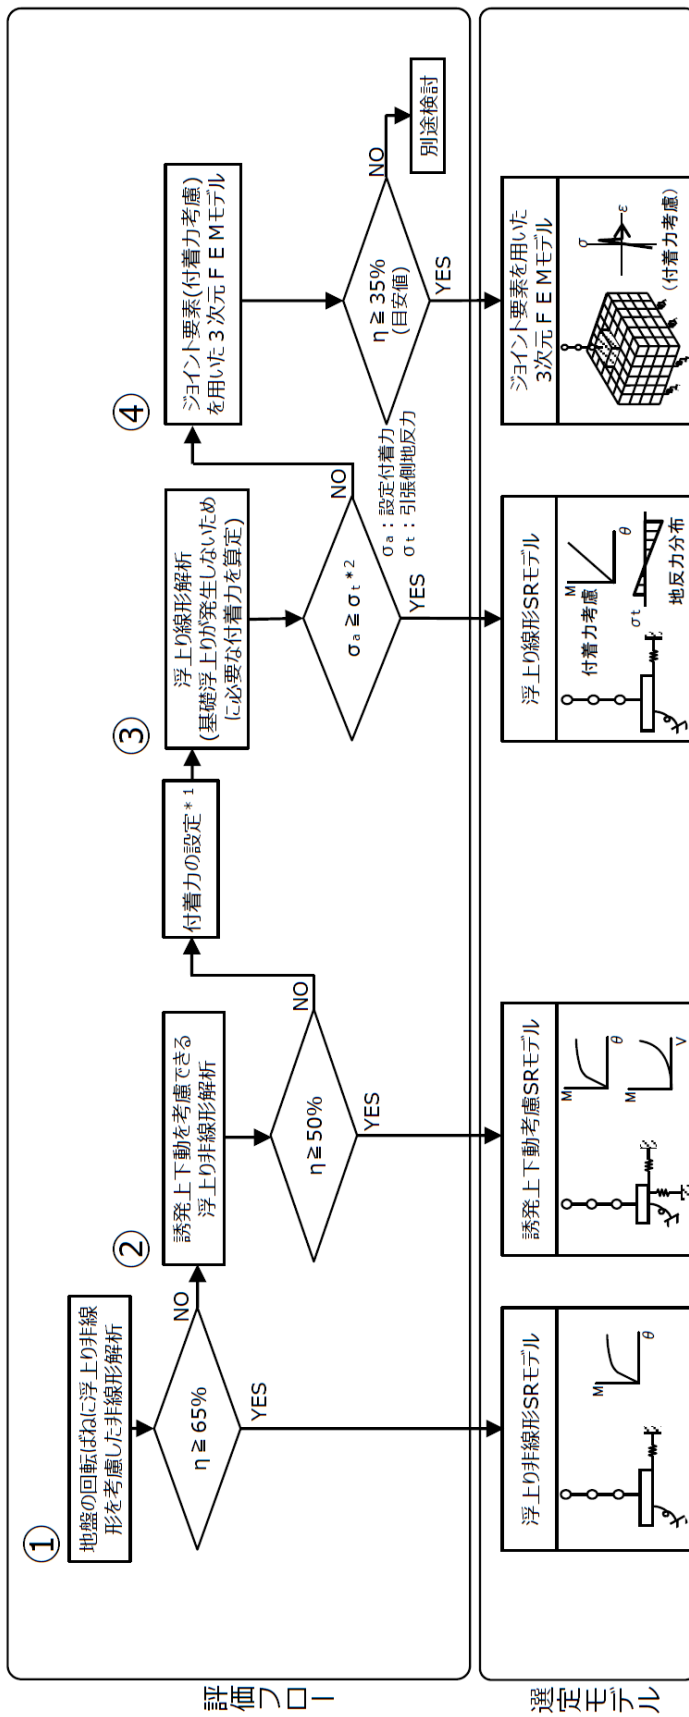 評価フロー
①
地盤の回転ばねに浮上り非線
形を考慮した非線形解析
η≧65%
NO
YES
②
誘発上下動を考慮できる
浮上り非線形解析
η≧50%
NO
YES
付着力の設定*1
③
浮上り線形解析
(基礎浮上りが発生しないため
に必要な付着力を算定)
σa≧σt*2
NO
YES
σa：設定付着力
σt：引張側地反力
④
ジョイント要素(付着力考慮)
を用いた３次元ＦＥＭモデル
η≧35%
(目安値)
NO
YES
別途検討
選定モデル
浮上り非線形SRモデル
M
θ
誘発上下動考慮SRモデル
M
θ
M
V
浮上り線形SRモデル
付着力考慮
M
θ
σt
地反力分布
ジョイント要素を用いた
3次元ＦＥＭモデル
σ
ε
(付着力考慮)